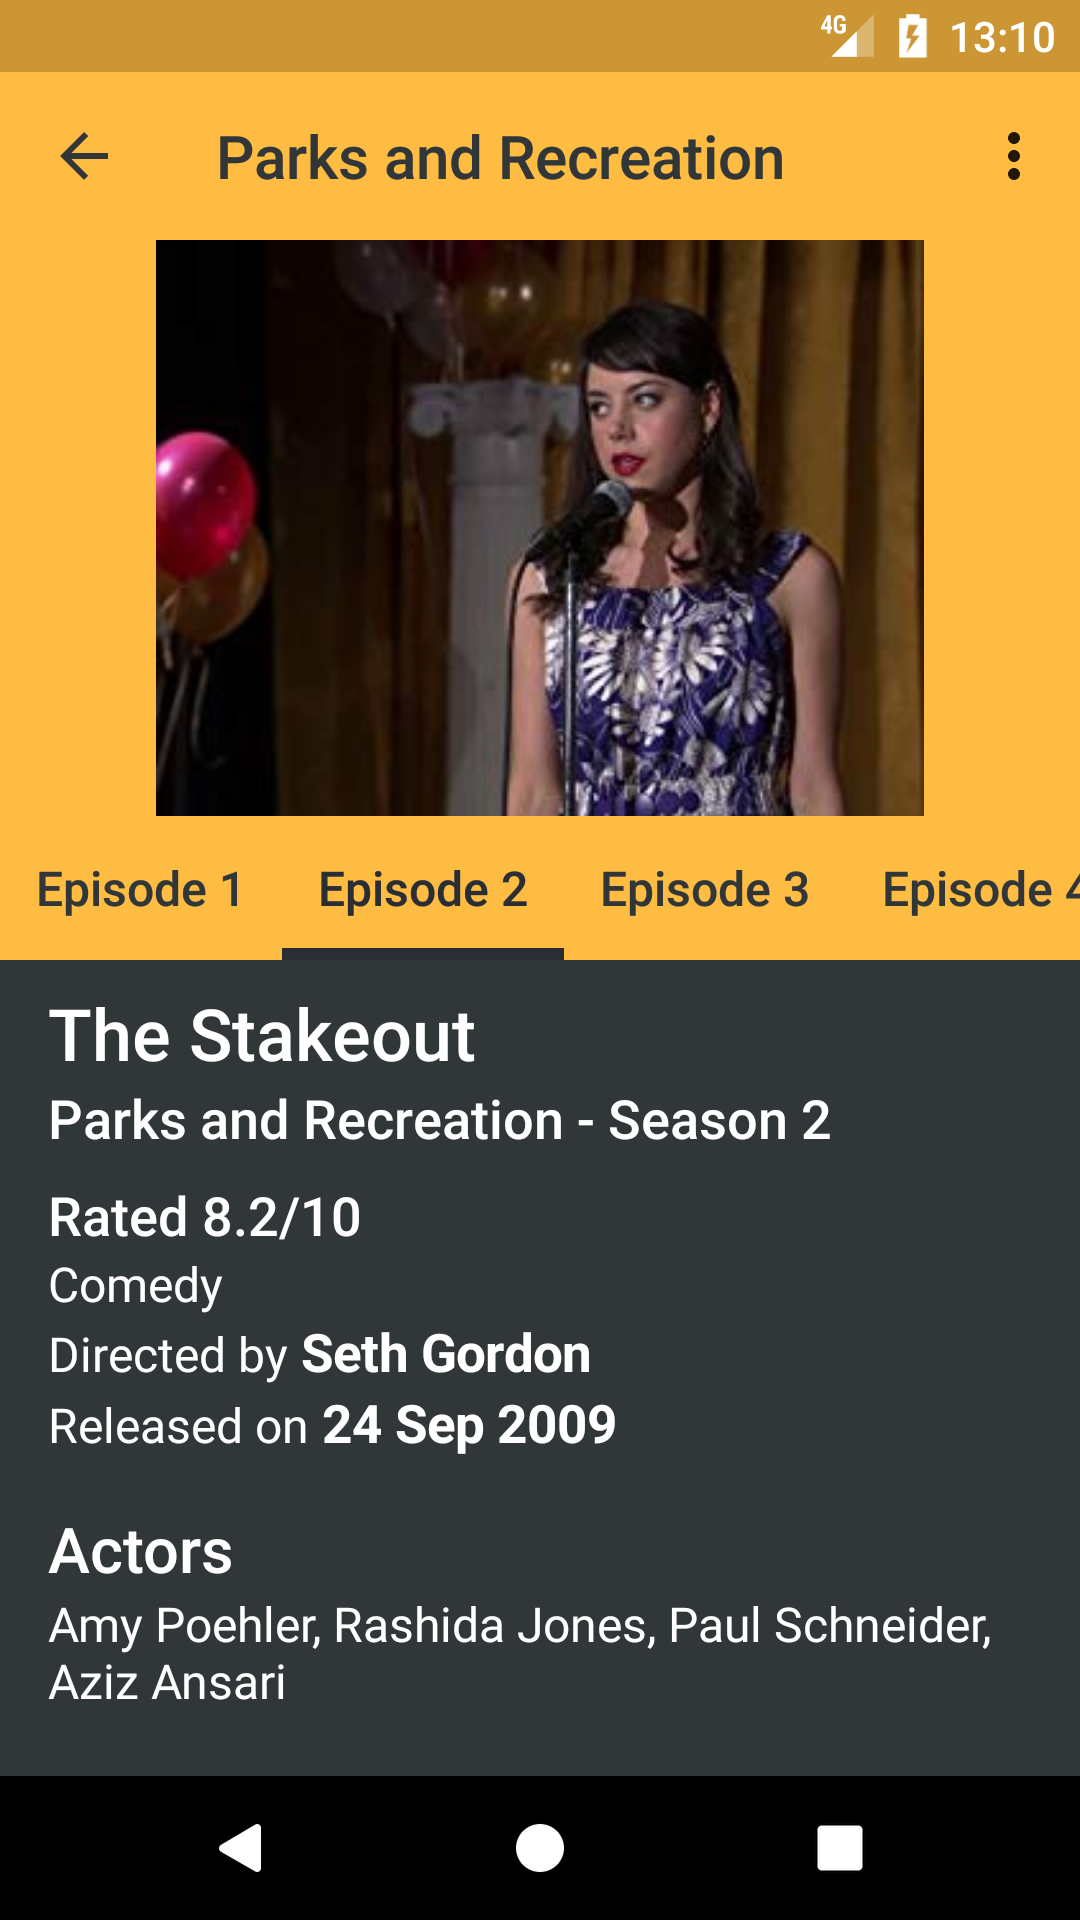 4G 13:10
Parks and Recreation
Episode 1 Episode 2 Episode 3 Episode 4
The Stakeout
Parks and Recreation - Season 2
Rated 8.2/10
Comedy
Directed by Seth Gordon
Released on 24 Sep 2009
Actors
Amy Poehler, Rashida Jones, Paul Schneider,
Aziz Ansari